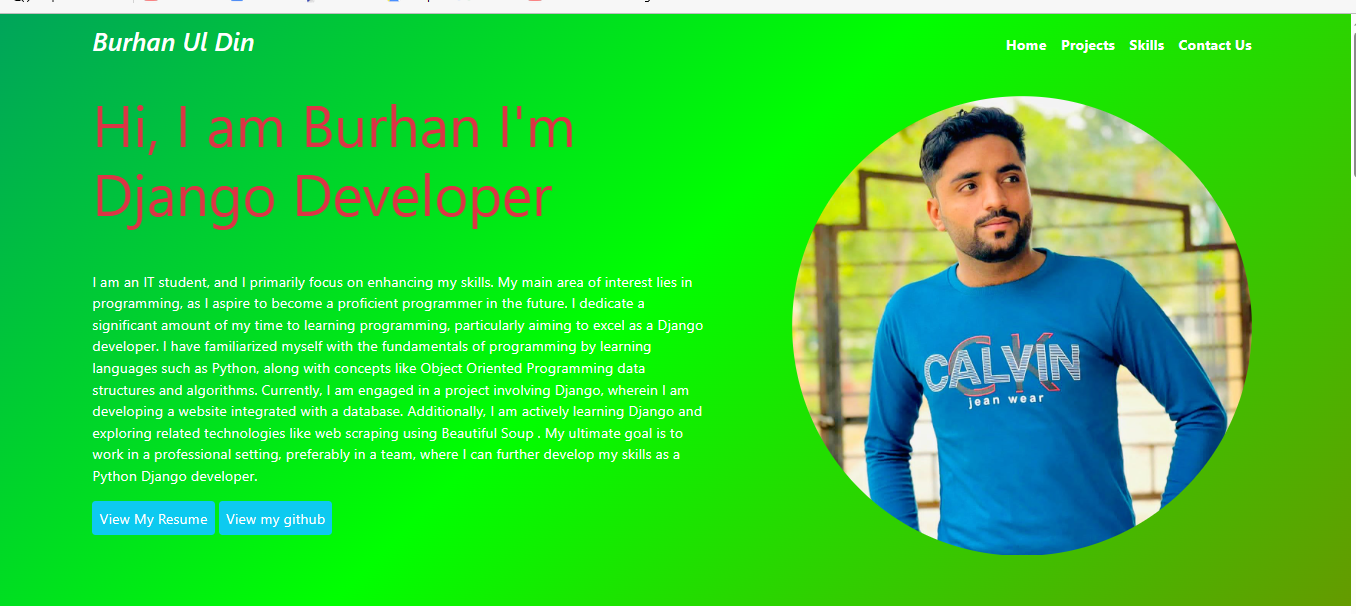 Burhan Ul Din
Home Projects Skills Contact Us
Hi, I am Burhan I'm
Django Developer
I am an IT student, and I primarily focus on enhancing my skills. My main area of interest lies in
programming, as I aspire to become a proficient programmer in the future. I dedicate a
significant amount of my time to learning programming, particularly aiming to excel as a Django
developer. I have familiarized myself with the fundamentals of programming by learning
languages such as Python, along with concepts like Object Oriented Programming data
structures and algorithms. Currently, I am engaged in a project involving Django, wherein I am
developing a website integrated with a database. Additionally, I am actively learning Django and
exploring related technologies like web scraping using Beautiful Soup . My ultimate goal is to
work in a professional setting, preferably in a team, where I can further develop my skills as a
Python Django developer.
View My Resume View my github
CK
CALVIN
jean wear